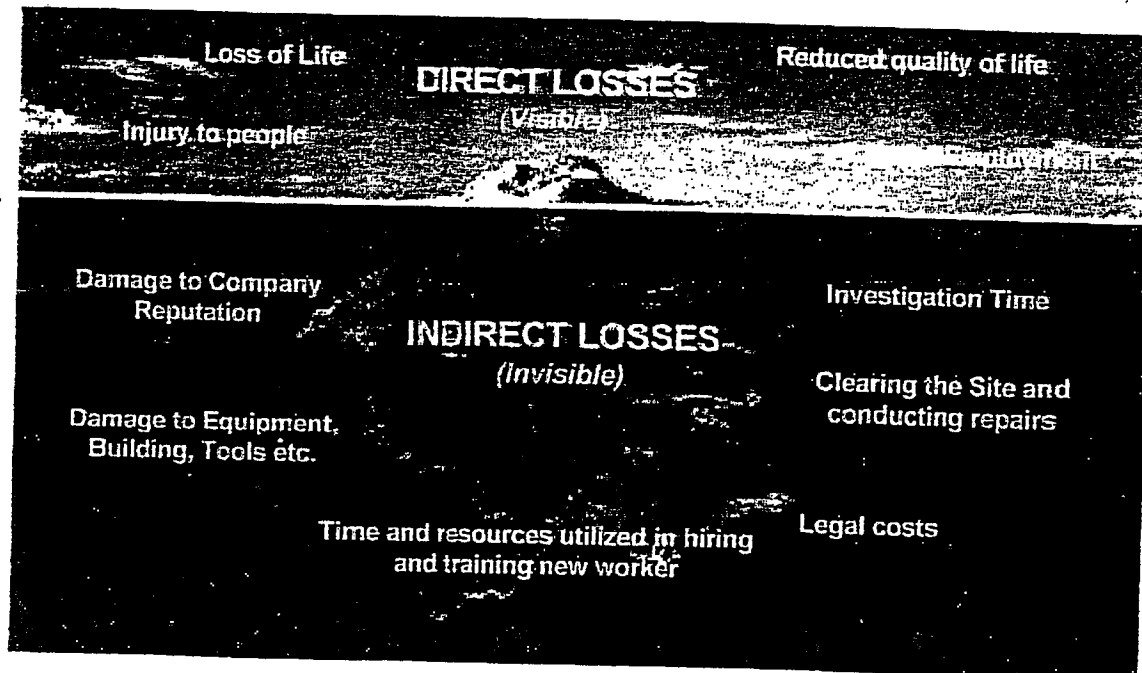 Loss of Life
DIRECT LOSSES
(Visible)
Reduced quality of life
Injury to people
Employment
Damage to Company
Reputation
INDIRECT LOSSES
(Invisible)
Investigation Time
Clearing the Site and
conducting repairs
Damage to Equipment,
Building, Tools etc.
Time and resources utilized in hiring
and training new worker
Legal costs